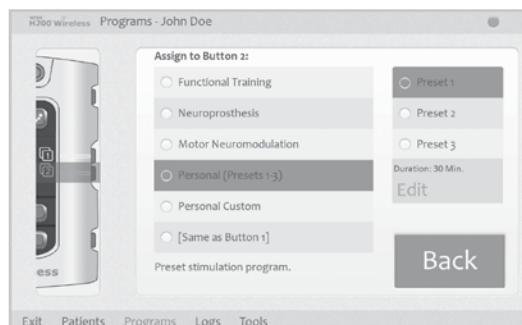 H200 Wireless Programs - John Doe
Assign to Button 2:
Functional Training
Neuroprosthesis
Motor Neuromodulation
Personal (Presets 1-3)
Personal Custom
[Same as Button 1]
Preset stimulation program.
Preset 1
Preset 2
Preset 3
Duration: 30 Min.
Edit
Back
1
2
ess
Exit Patients Programs Logs Tools